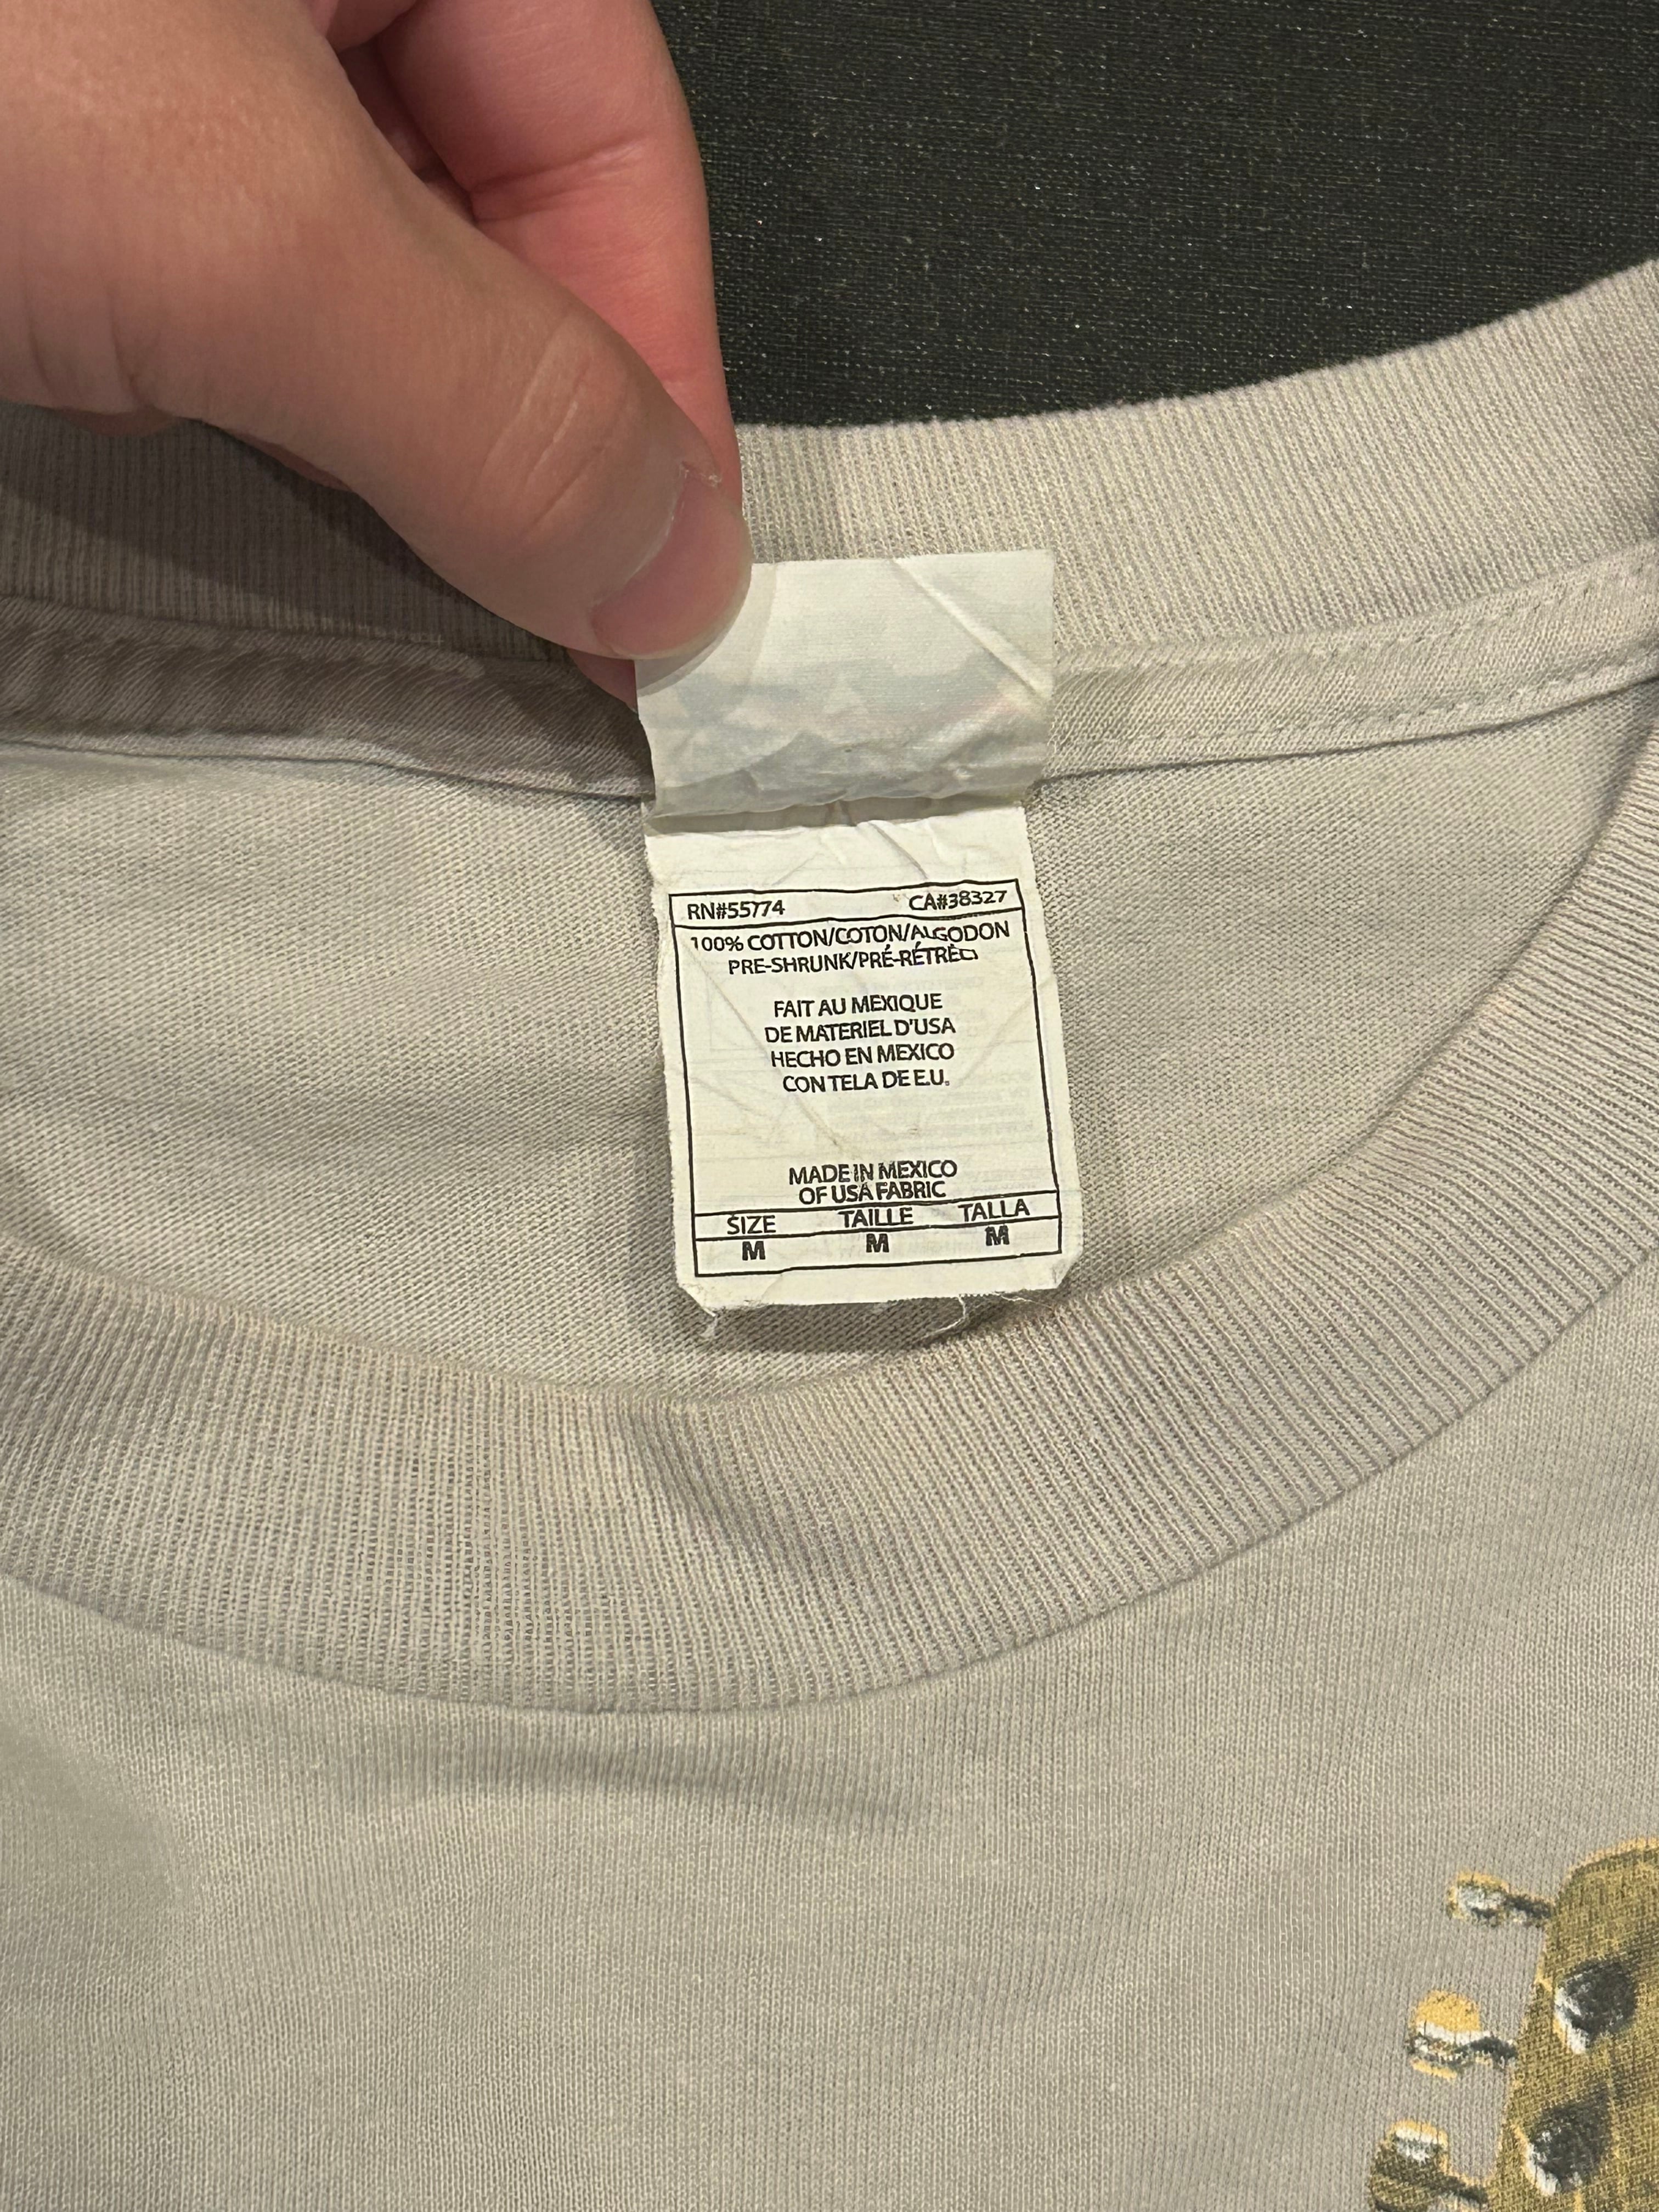 RN#55774 CA#38327
100% COTTON/COTON/ALGODON
PRE-SHRUNK/PRÉ-RÉTRÉCI
FAIT AU MEXIQUE
DE MATERIEL D'USA
HECHO EN MEXICO
CON TELA DE E.U.
MADE IN MEXICO
OF USA FABRIC
SIZE TAILLE TALLA
M M M